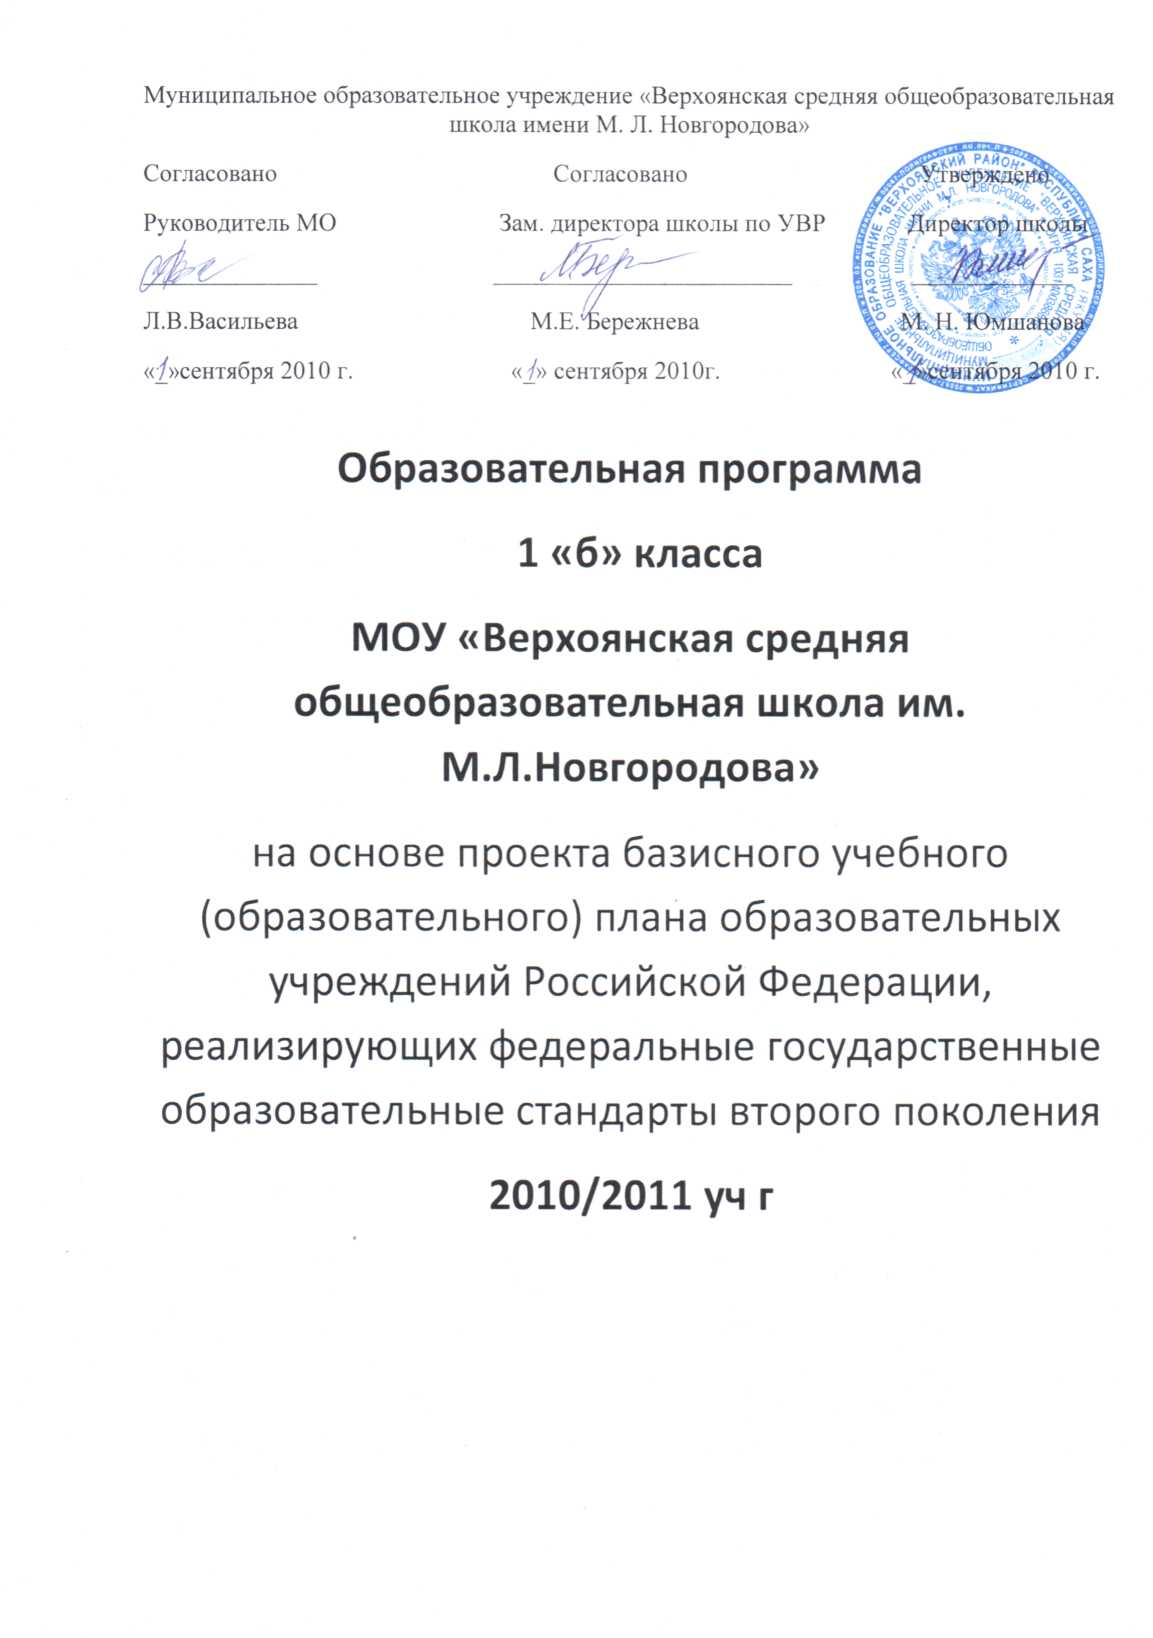 Муниципальное образовательное учреждение «Верхоянская средняя общеобразовательная
школа имени М. Л. Новгородова»
Согласовано Согласовано Утверждено
Руководитель МО Зам. директора школы по УВР Директор школы
Л.В.Васильева М.Е. Бережнева М. Н. Юмшанова
«1»сентября 2010 г. «1» сентября 2010г. «1»сентября 2010 г.
Образовательная программа
1 «б» класса
МОУ «Верхоянская средняя
общеобразовательная школа им.
М.Л.Новгородова»
на основе проекта базисного учебного
(образовательного) плана образовательных
учреждений Российской Федерации,
реализирующих федеральные государственные
образовательные стандарты второго поколения
2010/2011 уч г